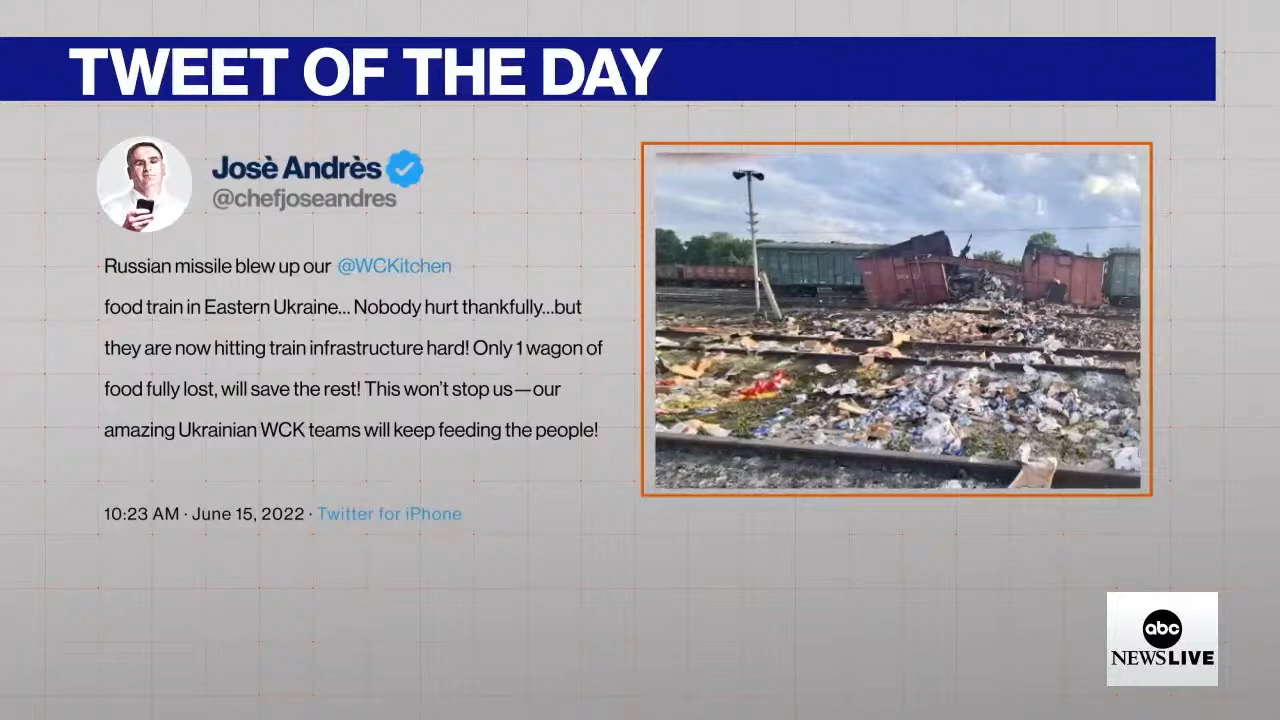 TWEET OF THE DAY
Josè Andrès
@chefjoseandres
Russian missile blew up our @WCKitchen
food train in Eastern Ukraine... Nobody hurt thankfully...but
they are now hitting train infrastructure hard! Only 1 wagon of
food fully lost, will save the rest! This won't stop us—our
amazing Ukrainian WCK teams will keep feeding the people!
10:23 AM · June 15, 2022 · Twitter for iPhone
abc
NEWS LIVE